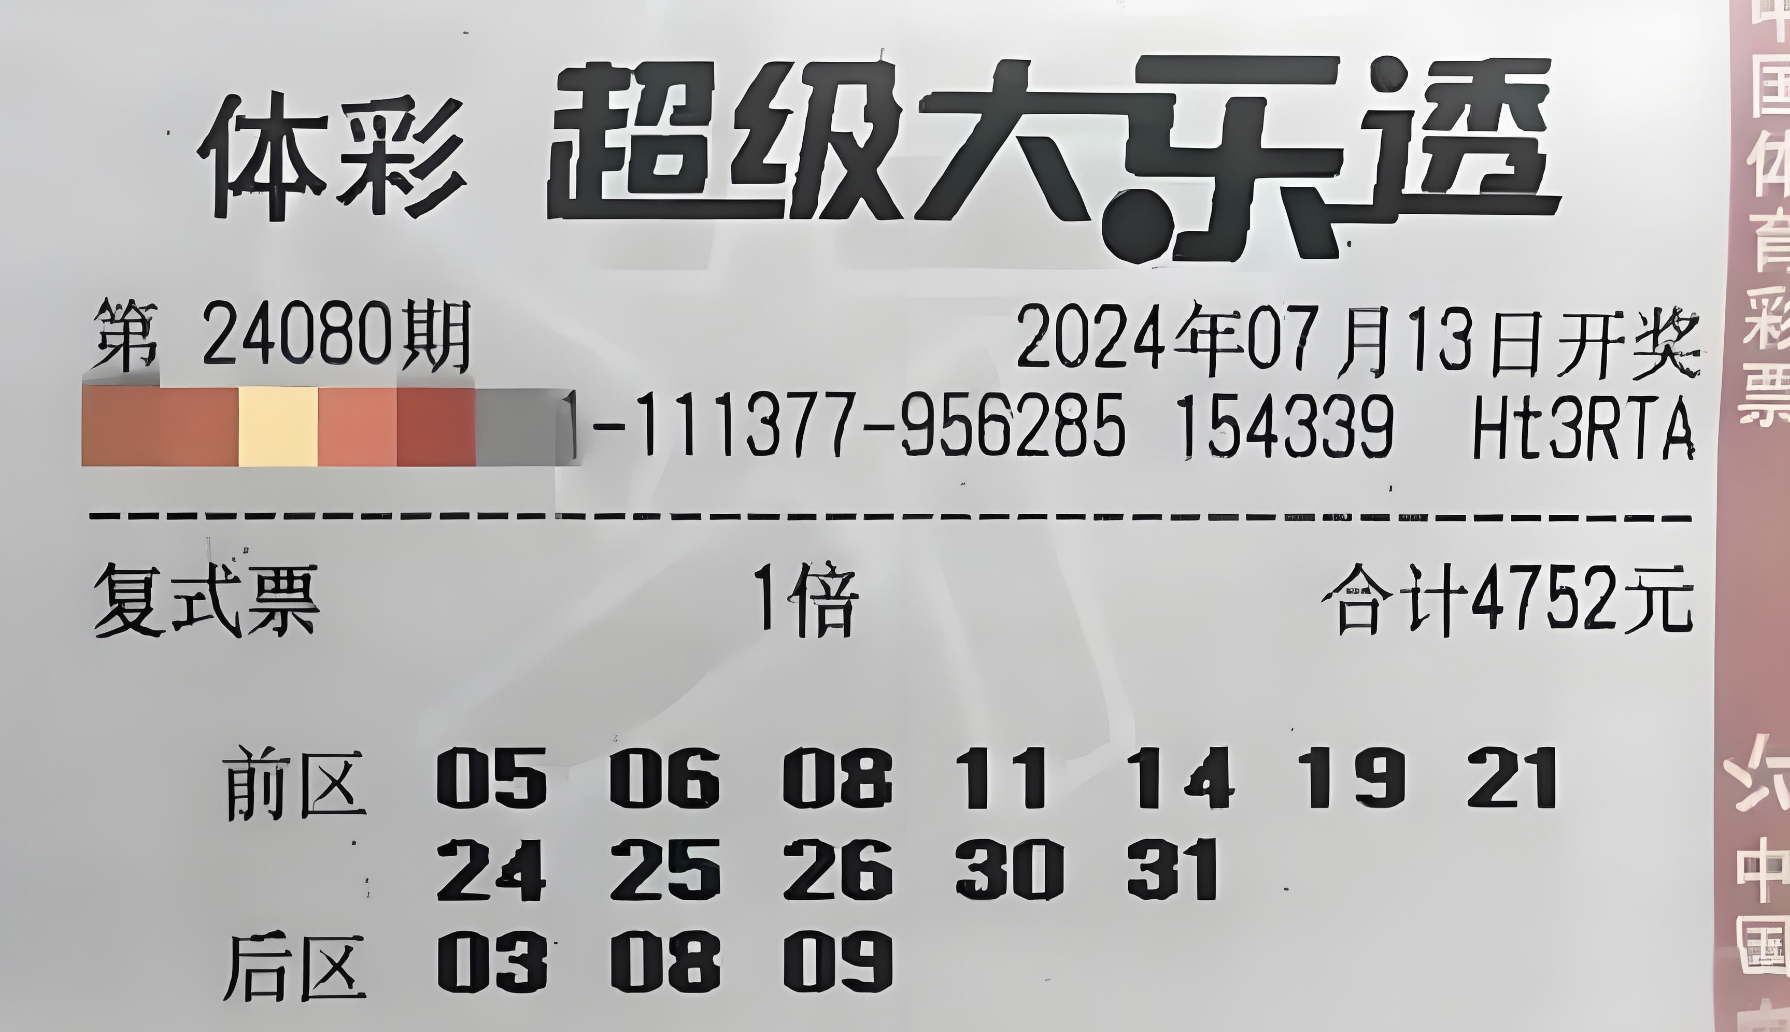 体彩 超级大乐透
第 24080期 2024年07月13日开奖
-111377-956285 154339 Ht3RTA
复式票 1倍 合计4752元
前区 05 06 08 11 14 19 21
24 25 26 30 31
后区 03 08 09
中国体育彩票
中国